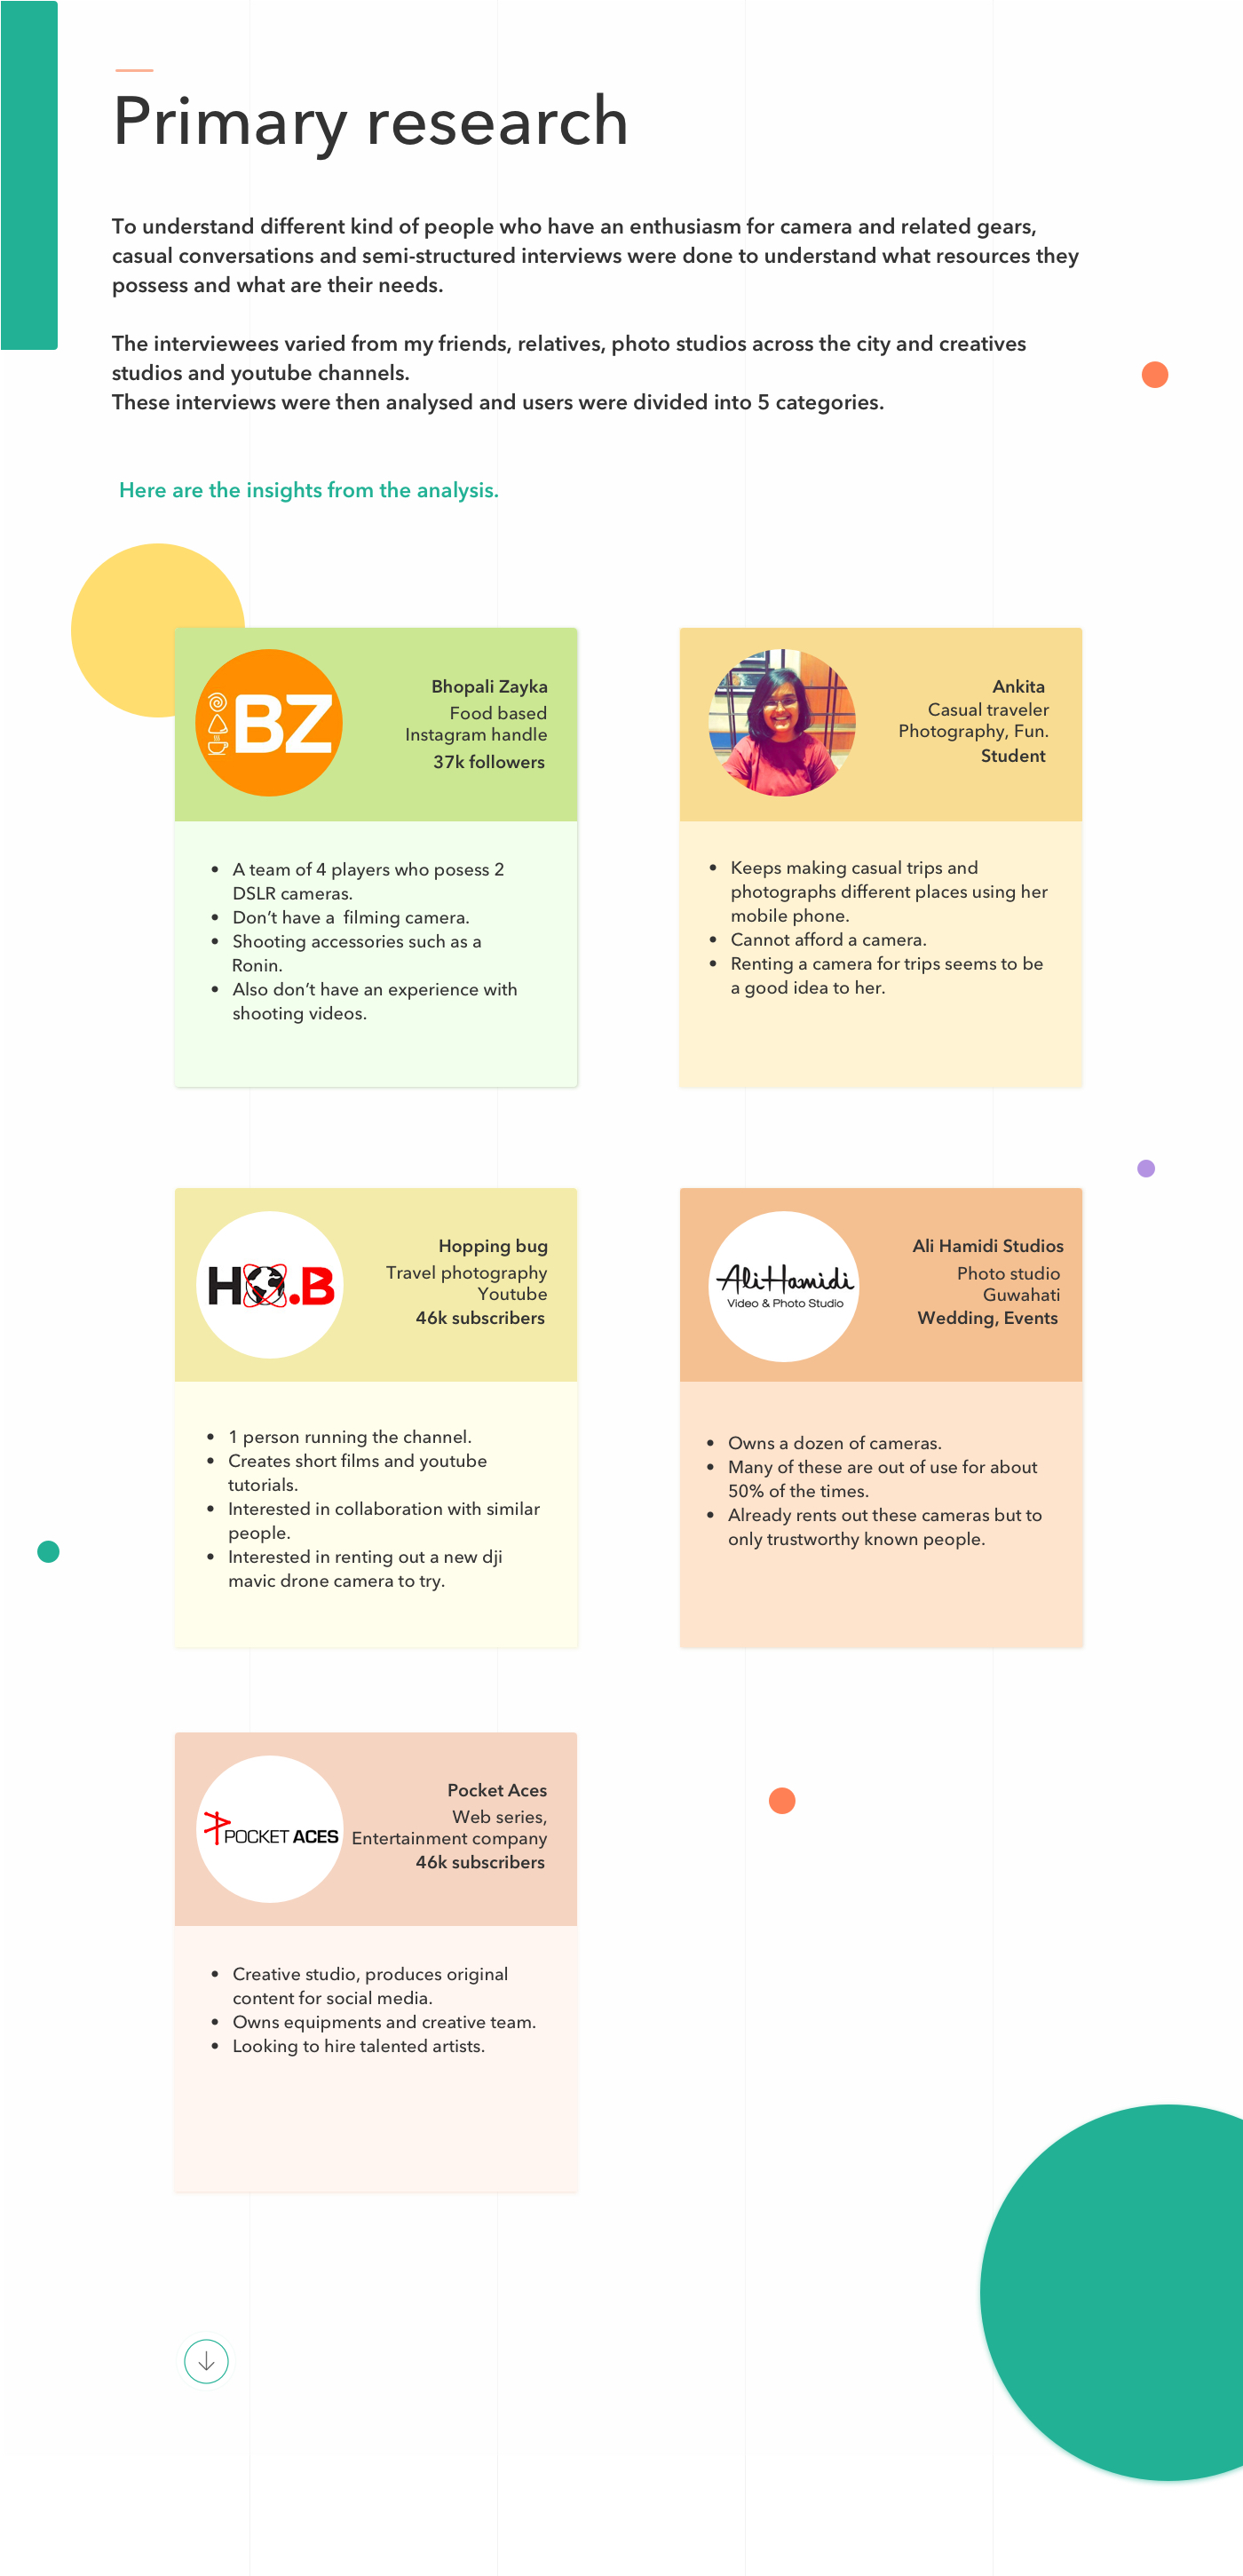 Primary research
To understand different kind of people who have an enthusiasm for camera and related gears,
casual conversations and semi-structured interviews were done to understand what resources they
possess and what are their needs.
The interviewees varied from my friends, relatives, photo studios across the city and creatives
studios and youtube channels.
These interviews were then analysed and users were divided into 5 categories.
Here are the insights from the analysis.
BZ
Bhopali Zayka
Food based
Instagram handle
37k followers
• A team of 4 players who posess 2
DSLR cameras.
• Don’t have a  filming camera.
• Shooting accessories such as a
Ronin.
• Also don’t have an experience with
shooting videos.
Ankita
Casual traveler
Photography, Fun.
Student
• Keeps making casual trips and
photographs different places using her
mobile phone.
• Cannot afford a camera.
• Renting a camera for trips seems to be
a good idea to her.
HO.B
Hopping bug
Travel photography
Youtube
46k subscribers
• 1 person running the channel.
• Creates short films and youtube
tutorials.
• Interested in collaboration with similar
people.
• Interested in renting out a new dji
mavic drone camera to try.
Ali Hamidi
Video & Photo Studio
Ali Hamidi Studios
Photo studio
Guwahati
Wedding, Events
• Owns a dozen of cameras.
• Many of these are out of use for about
50% of the times.
• Already rents out these cameras but to
only trustworthy known people.
POCKET ACES
Pocket Aces
Web series,
Entertainment company
46k subscribers
• Creative studio, produces original
content for social media.
• Owns equipments and creative team.
• Looking to hire talented artists.